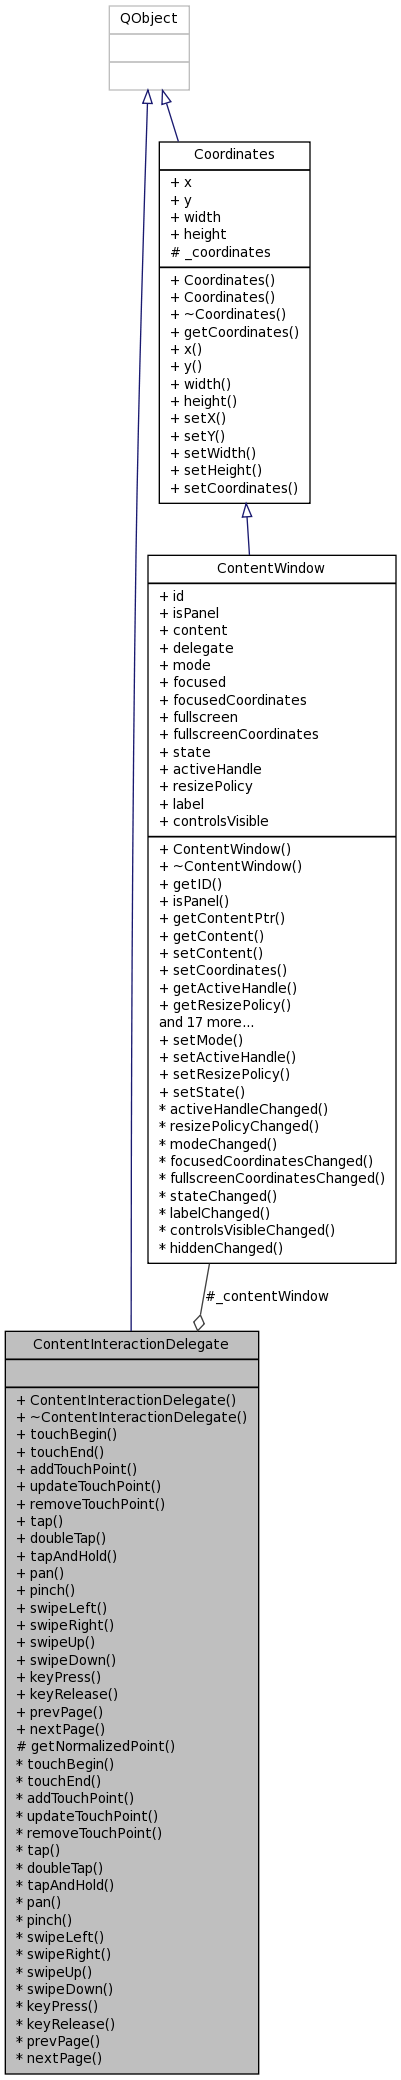 QObject
Coordinates
+ x
+ y
+ width
+ height
# _coordinates
+ Coordinates()
+ Coordinates()
+ ~Coordinates()
+ getCoordinates()
+ x()
+ y()
+ width()
+ height()
+ setX()
+ setY()
+ setWidth()
+ setHeight()
+ setCoordinates()
ContentWindow
+ id
+ isPanel
+ content
+ delegate
+ mode
+ focused
+ focusedCoordinates
+ fullscreen
+ fullscreenCoordinates
+ state
+ activeHandle
+ resizePolicy
+ label
+ controlsVisible
+ ContentWindow()
+ ~ContentWindow()
+ getID()
+ isPanel()
+ getContentPtr()
+ getContent()
+ setContent()
+ setCoordinates()
+ getActiveHandle()
+ getResizePolicy()
and 17 more...
+ setMode()
+ setActiveHandle()
+ setResizePolicy()
+ setState()
* activeHandleChanged()
* resizePolicyChanged()
* modeChanged()
* focusedCoordinatesChanged()
* fullscreenCoordinatesChanged()
* stateChanged()
* labelChanged()
* controlsVisibleChanged()
* hiddenChanged()
#_contentWindow
ContentInteractionDelegate
+ ContentInteractionDelegate()
+ ~ContentInteractionDelegate()
+ touchBegin()
+ touchEnd()
+ addTouchPoint()
+ updateTouchPoint()
+ removeTouchPoint()
+ tap()
+ doubleTap()
+ tapAndHold()
+ pan()
+ pinch()
+ swipeLeft()
+ swipeRight()
+ swipeUp()
+ swipeDown()
+ keyPress()
+ keyRelease()
+ prevPage()
+ nextPage()
# getNormalizedPoint()
* touchBegin()
* touchEnd()
* addTouchPoint()
* updateTouchPoint()
* removeTouchPoint()
* tap()
* doubleTap()
* tapAndHold()
* pan()
* pinch()
* swipeLeft()
* swipeRight()
* swipeUp()
* swipeDown()
* keyPress()
* keyRelease()
* prevPage()
* nextPage()